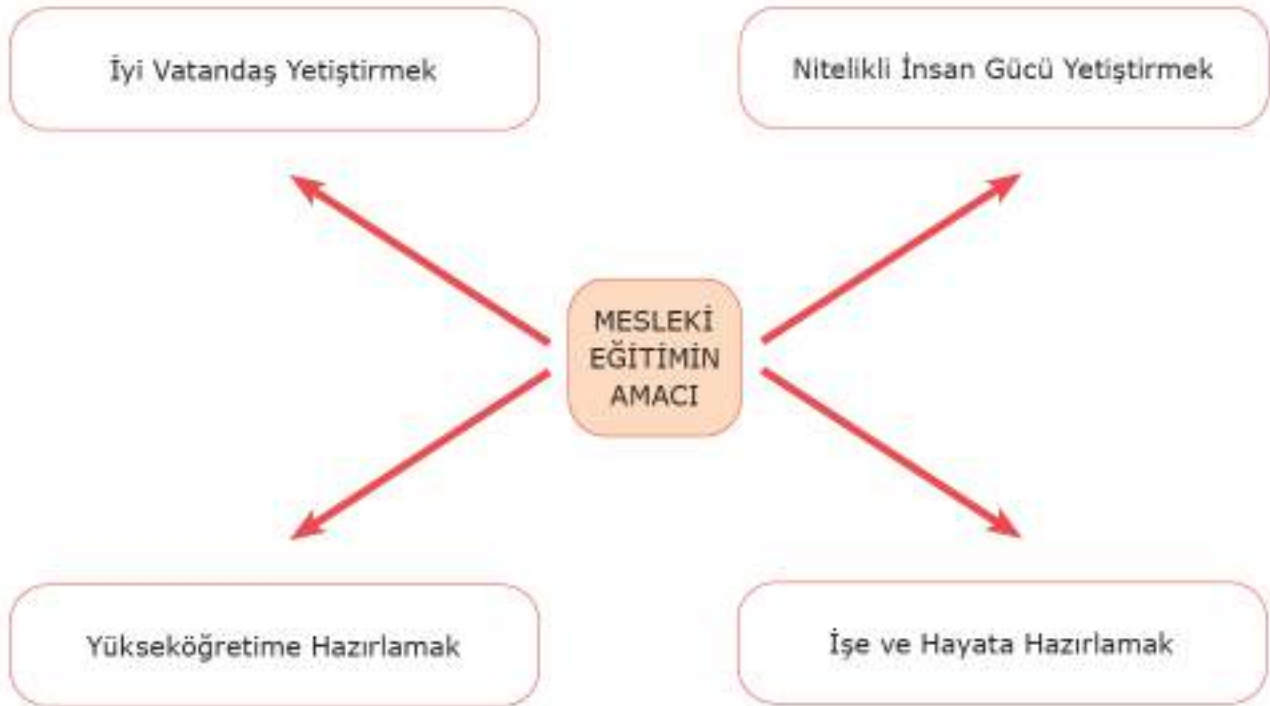 İyi Vatandaş Yetiştirmek
Nitelikli İnsan Gücü Yetiştirmek
MESLEKİ
EĞİTİMİN
AMACI
Yükseköğretime Hazırlamak
İşe ve Hayata Hazırlamak